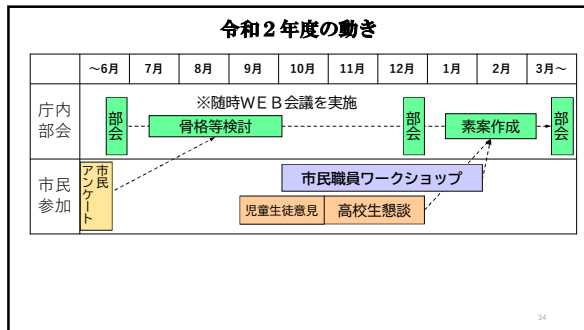 令和２年度の動き
～6月 7月 8月 9月 10月 11月 12月 1月 2月 3月～
庁内
部会
部会
※随時ＷＥＢ会議を実施
骨格等検討
部会
素案作成
部会
市民
参加
市民
アンケート
市民職員ワークショップ
児童生徒意見
高校生懇談
34